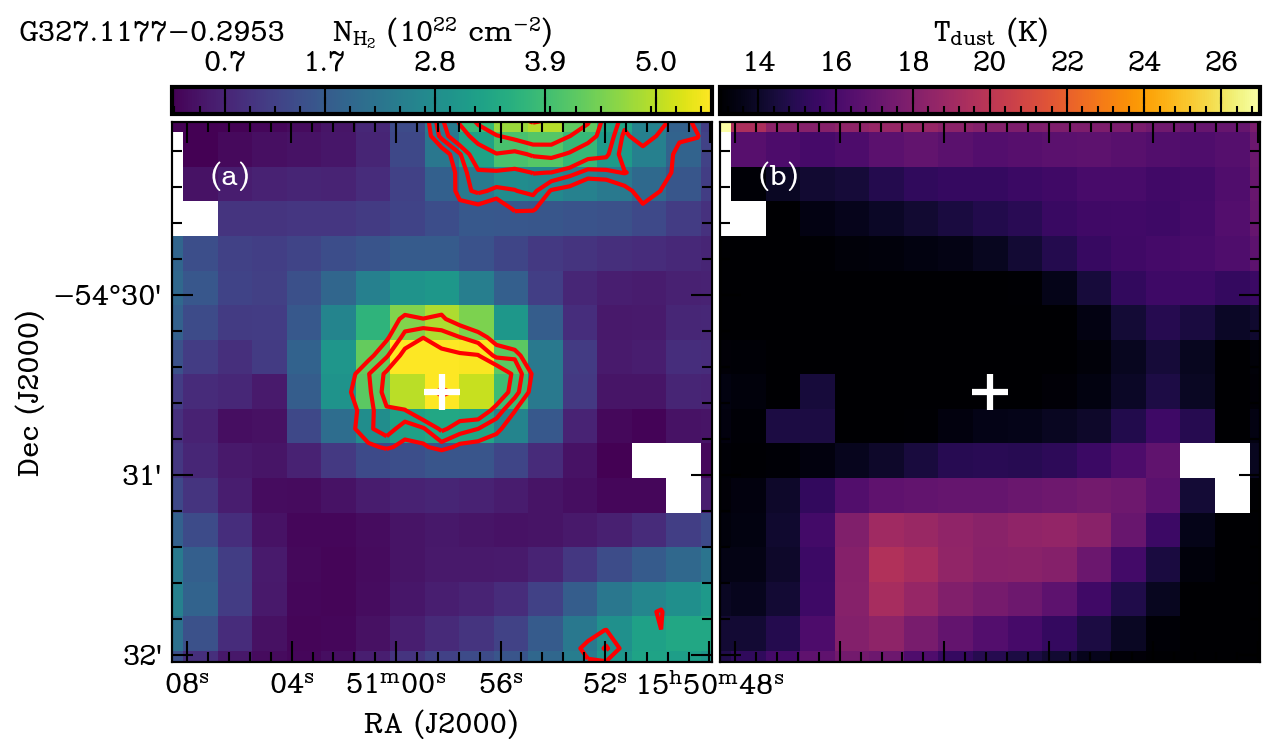 G327.1177−0.2953 N_H₂ (10²² cm⁻²) T_dust (K)
0.7 1.7 2.8 3.9 5.0 14 16 18 20 22 24 26
(a) (b)
−54°30'
Dec (J2000)
31'
32'
08ˢ 04ˢ 51ᵐ00ˢ 56ˢ 52ˢ 15ʰ50ᵐ48ˢ
RA (J2000)